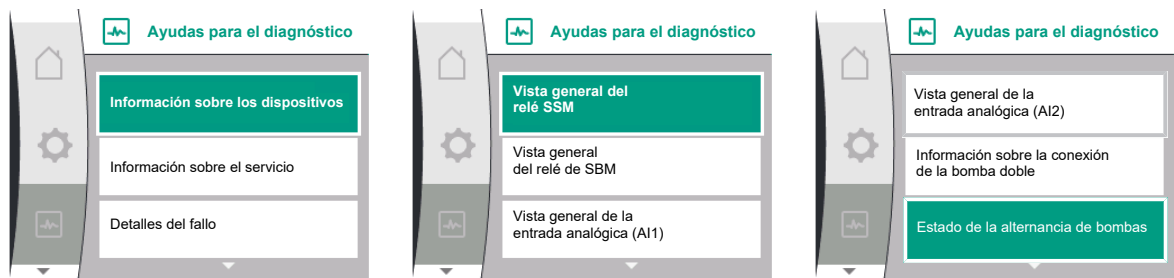 Ayudas para el diagnóstico
Información sobre los dispositivos
Información sobre el servicio
Detalles del fallo
Ayudas para el diagnóstico
Vista general del
relé SSM
Vista general
del relé de SBM
Vista general de la
entrada analógica (AI1)
Ayudas para el diagnóstico
Vista general de la
entrada analógica (AI2)
Información sobre la conexión
de la bomba doble
Estado de la alternancia de bombas